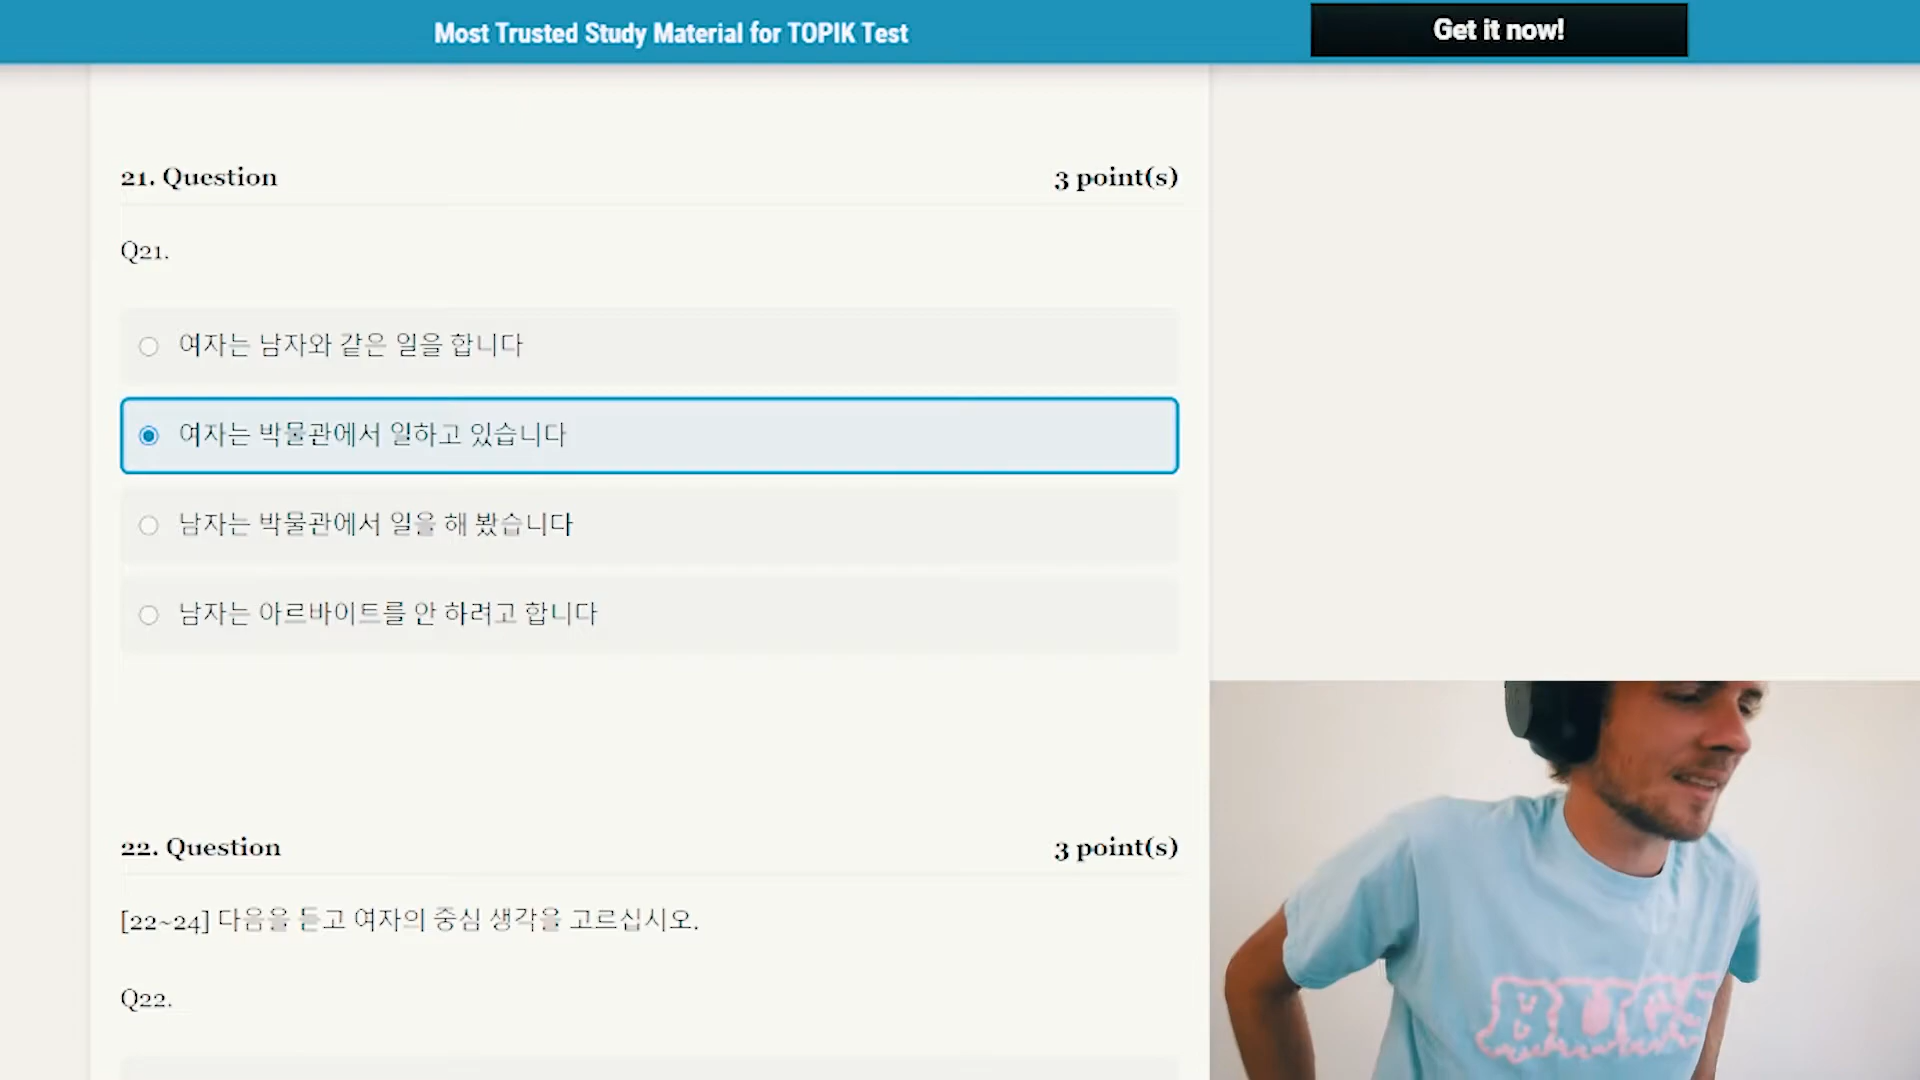 Most Trusted Study Material for TOPIK Test
Get it now!
21. Question
3 point(s)
Q21.
여자는 남자와 같은 일을 합니다
여자는 박물관에서 일하고 있습니다
남자는 박물관에서 일을 해 봤습니다
남자는 아르바이트를 안 하려고 합니다
22. Question
3 point(s)
[22~24] 다음을 듣고 여자의 중심 생각을 고르십시오.
Q22.
BUGS